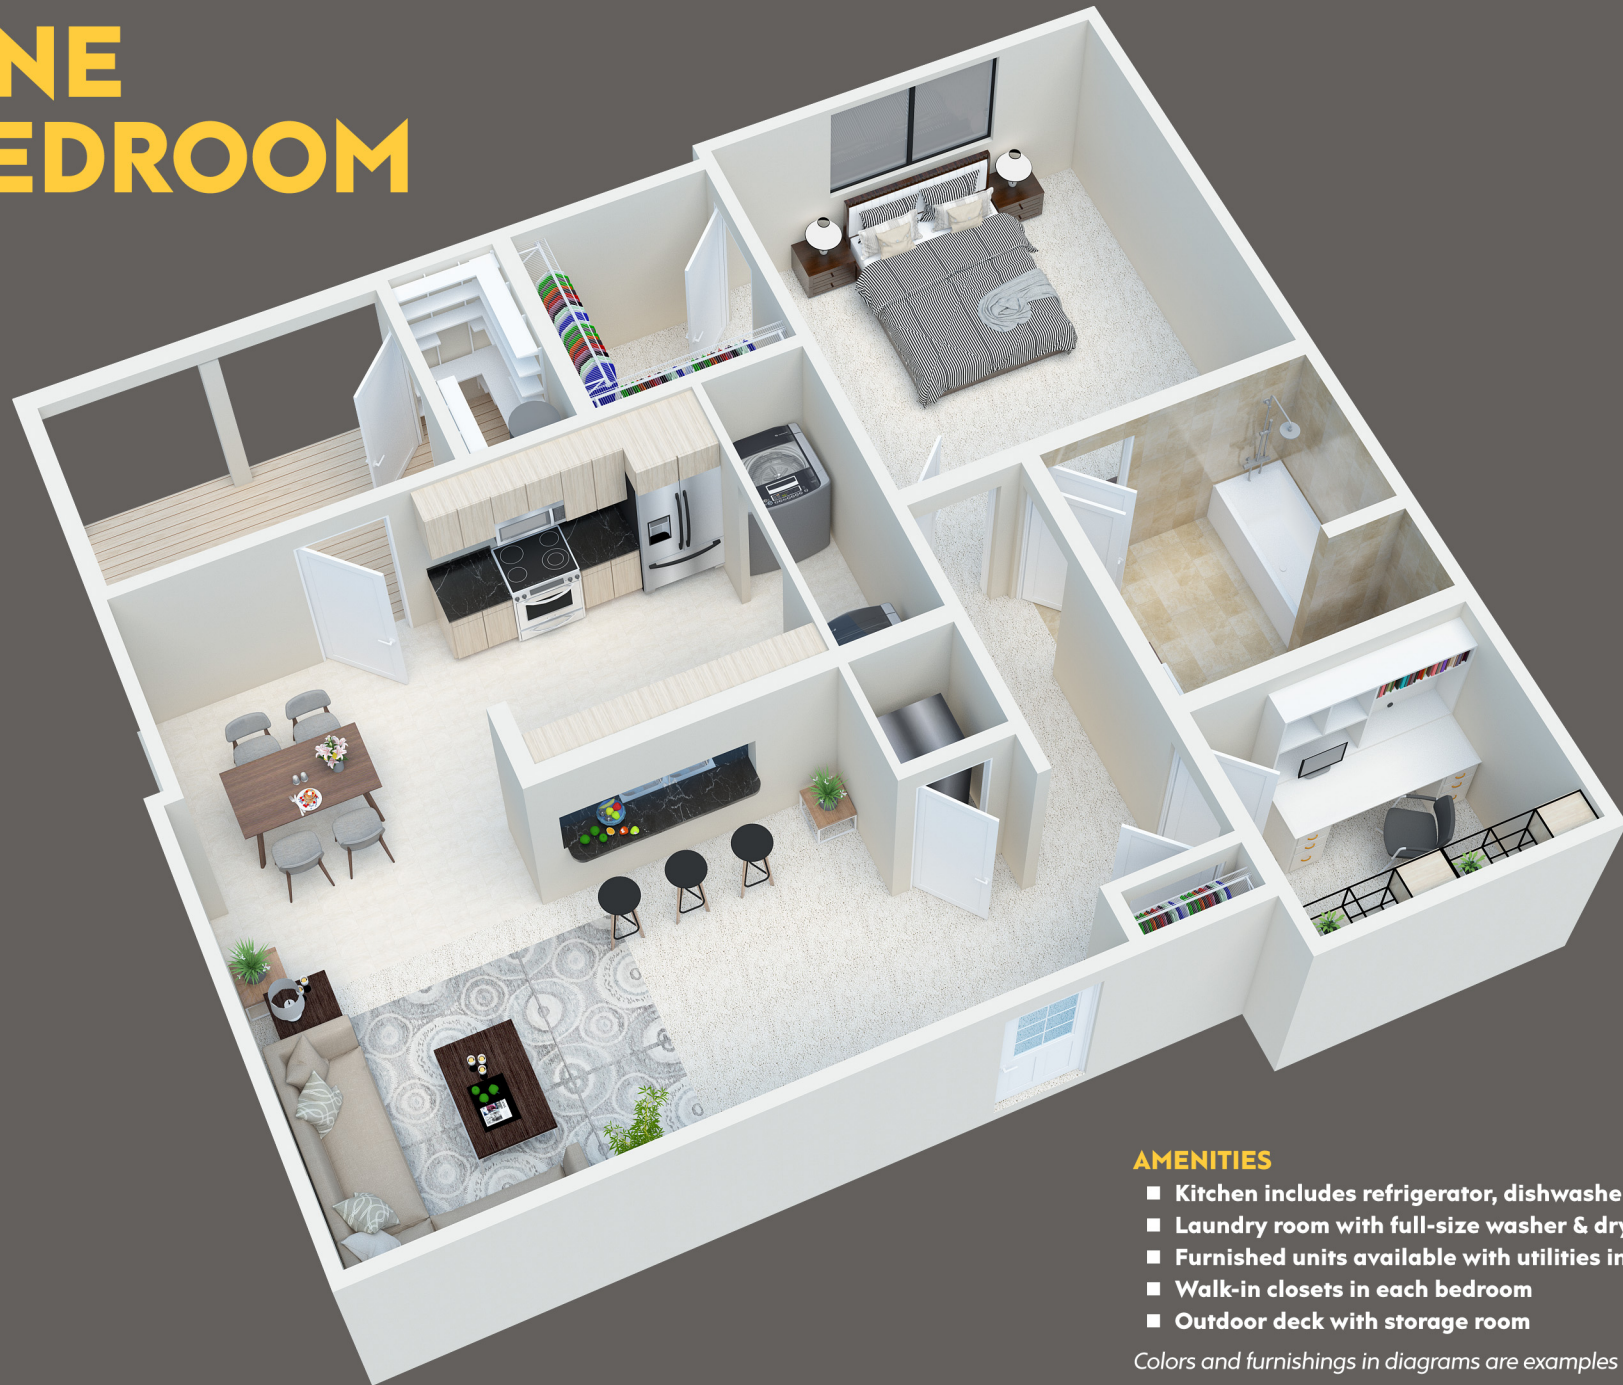 NE
EDROOM
AMENITIES
Kitchen includes refrigerator, dishwashe
Laundry room with full-size washer & dry
Furnished units available with utilities in
Walk-in closets in each bedroom
Outdoor deck with storage room
Colors and furnishings in diagrams are examples